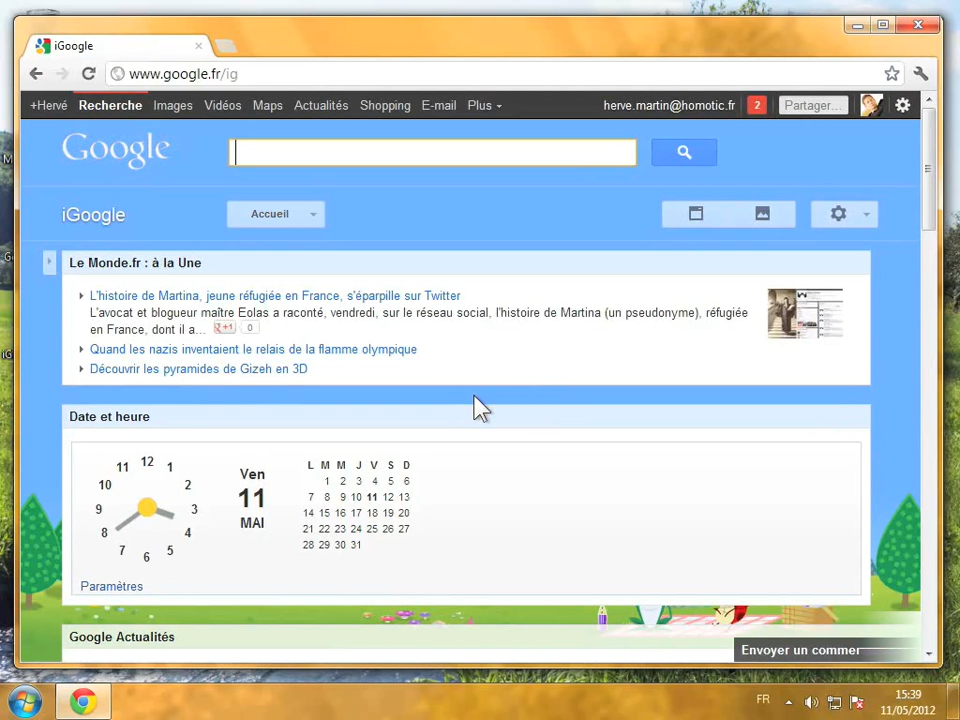 iGoogle
www.google.fr/ig
+Hervé Recherche Images Vidéos Maps Actualités Shopping E-mail Plus herve.martin@homotic.fr 2 Partager...
Google
iGoogle Accueil
Le Monde.fr : à la Une
L'histoire de Martina, jeune réfugiée en France, s'éparpille sur Twitter
L'avocat et blogueur maître Eolas a raconté, vendredi, sur le réseau social, l'histoire de Martina (un pseudonyme), réfugiée
en France, dont il a... +1 0
Quand les nazis inventaient le relais de la flamme olympique
Découvrir les pyramides de Gizeh en 3D
Date et heure
12 1 2 3 4 5 6 7 8 9 10 11
Ven
11
MAI
L M M J V S D
1 2 3 4 5 6
7 8 9 10 11 12 13
14 15 16 17 18 19 20
21 22 23 24 25 26 27
28 29 30 31
Paramètres
Google Actualités
Envoyer un commer
FR 15:39
11/05/2012